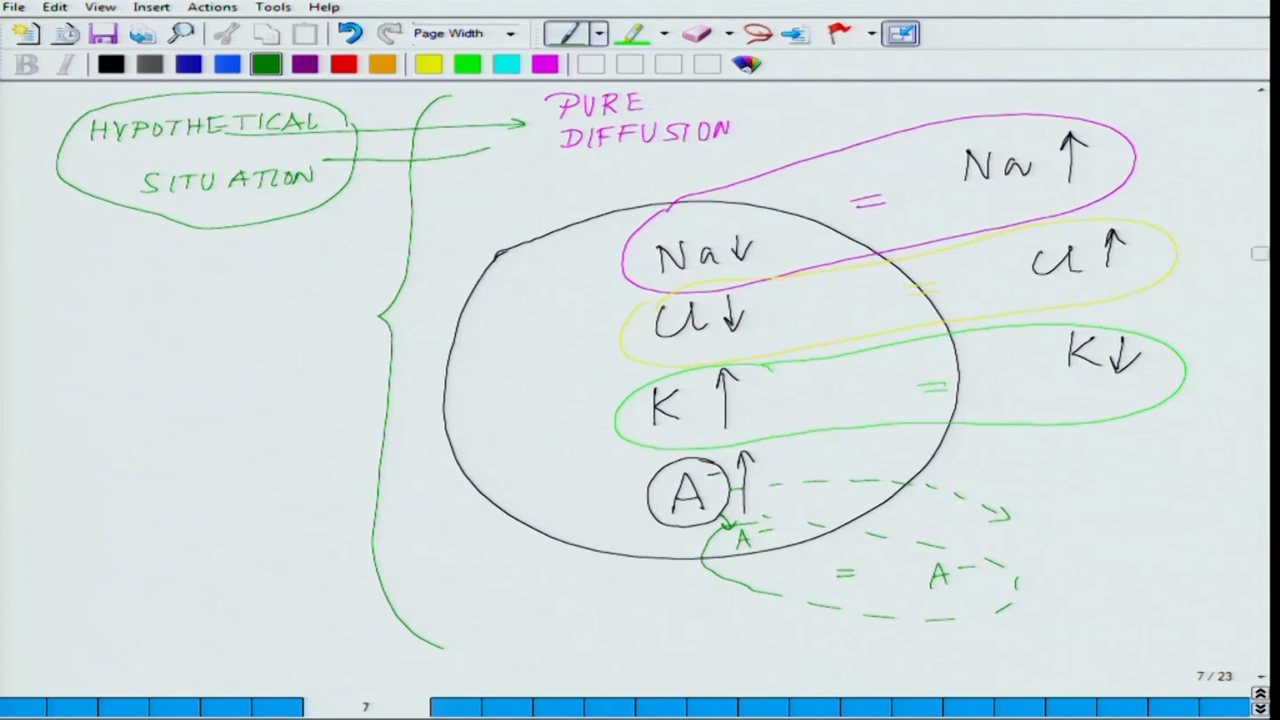 File Edit View Insert Actions Tools Help
Page Width
B I
HYPOTHETICAL
SITUATION
PURE
DIFFUSION
Na ↑
=
Na ↓
Cl ↑
=
Cl ↓
K ↓
=
K ↑
A⁻ ↑
A⁻
= A⁻
7 / 23
7